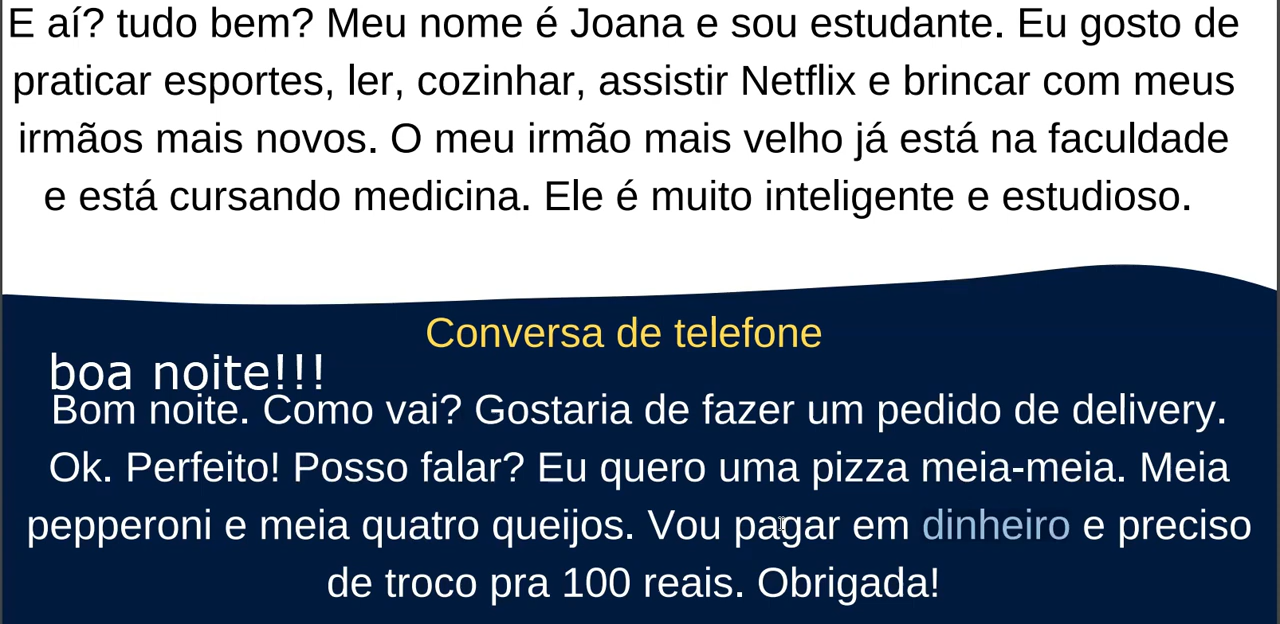 E aí? tudo bem? Meu nome é Joana e sou estudante. Eu gosto de
praticar esportes, ler, cozinhar, assistir Netflix e brincar com meus
irmãos mais novos. O meu irmão mais velho já está na faculdade
e está cursando medicina. Ele é muito inteligente e estudioso.
Conversa de telefone
boa noite!!!
Bom noite. Como vai? Gostaria de fazer um pedido de delivery.
Ok. Perfeito! Posso falar? Eu quero uma pizza meia-meia. Meia
pepperoni e meia quatro queijos. Vou pagar em dinheiro e preciso
de troco pra 100 reais. Obrigada!